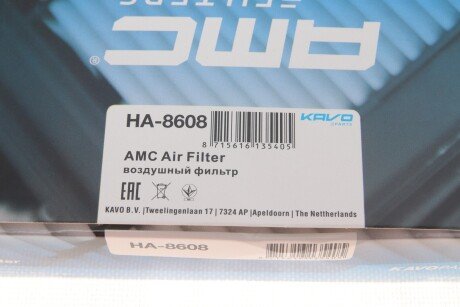 AMC
FILTERS
HA-8608
KAVO
PARTS
8 715616 135405
AMC Air Filter
воздушный фильтр
EAC
KAVO B.V. | Tweelingenlaan 17 | 7324 AP | Apeldoorn | The Netherlands
HA-8608